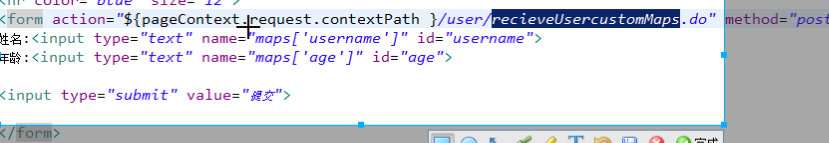 <hr color="blue" size="12">
<form action="${pageContext.request.contextPath }/user/recieveUsercustomMaps.do" method="post
姓名:<input type="text" name="maps['username']" id="username">
年龄:<input type="text" name="maps['age']" id="age">
<input type="submit" value="提交">
</form>
完成